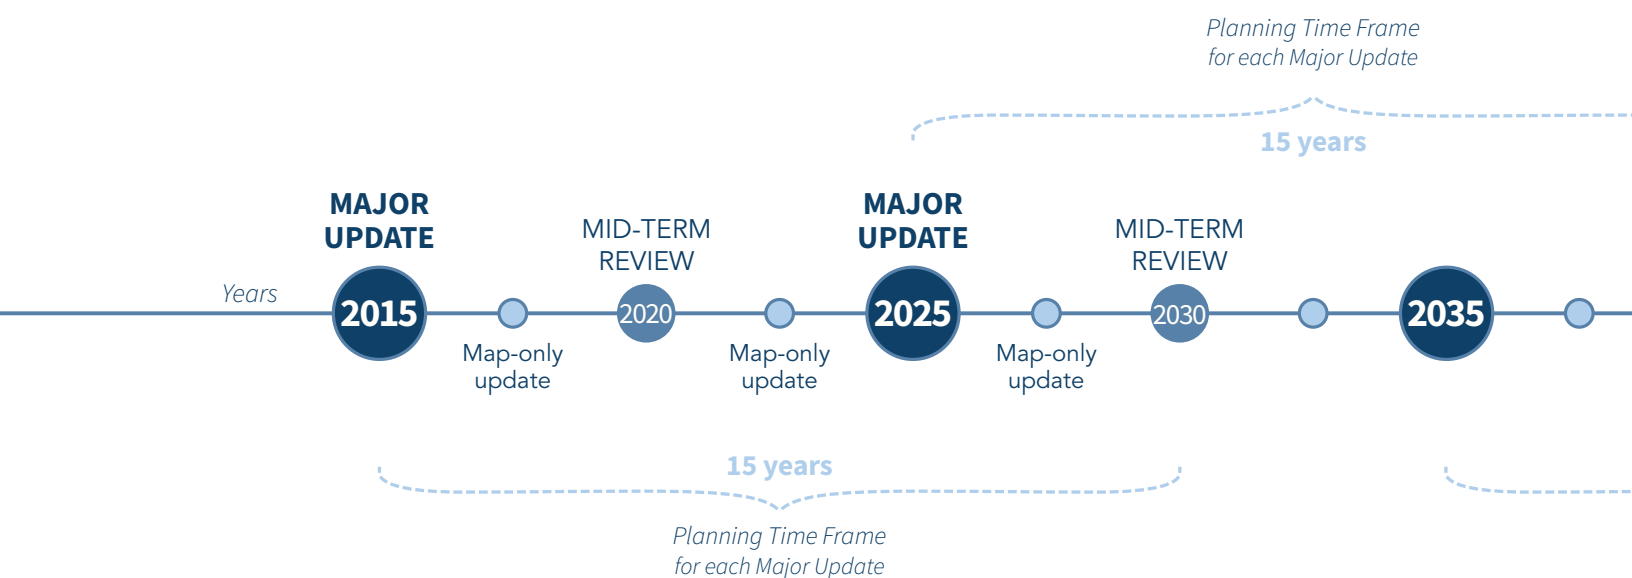 Planning Time Frame
for each Major Update
15 years
MAJOR
UPDATE
MID-TERM
REVIEW
MAJOR
UPDATE
MID-TERM
REVIEW
Years
2015
2020
2025
2030
2035
Map-only
update
Map-only
update
Map-only
update
15 years
Planning Time Frame
for each Major Update